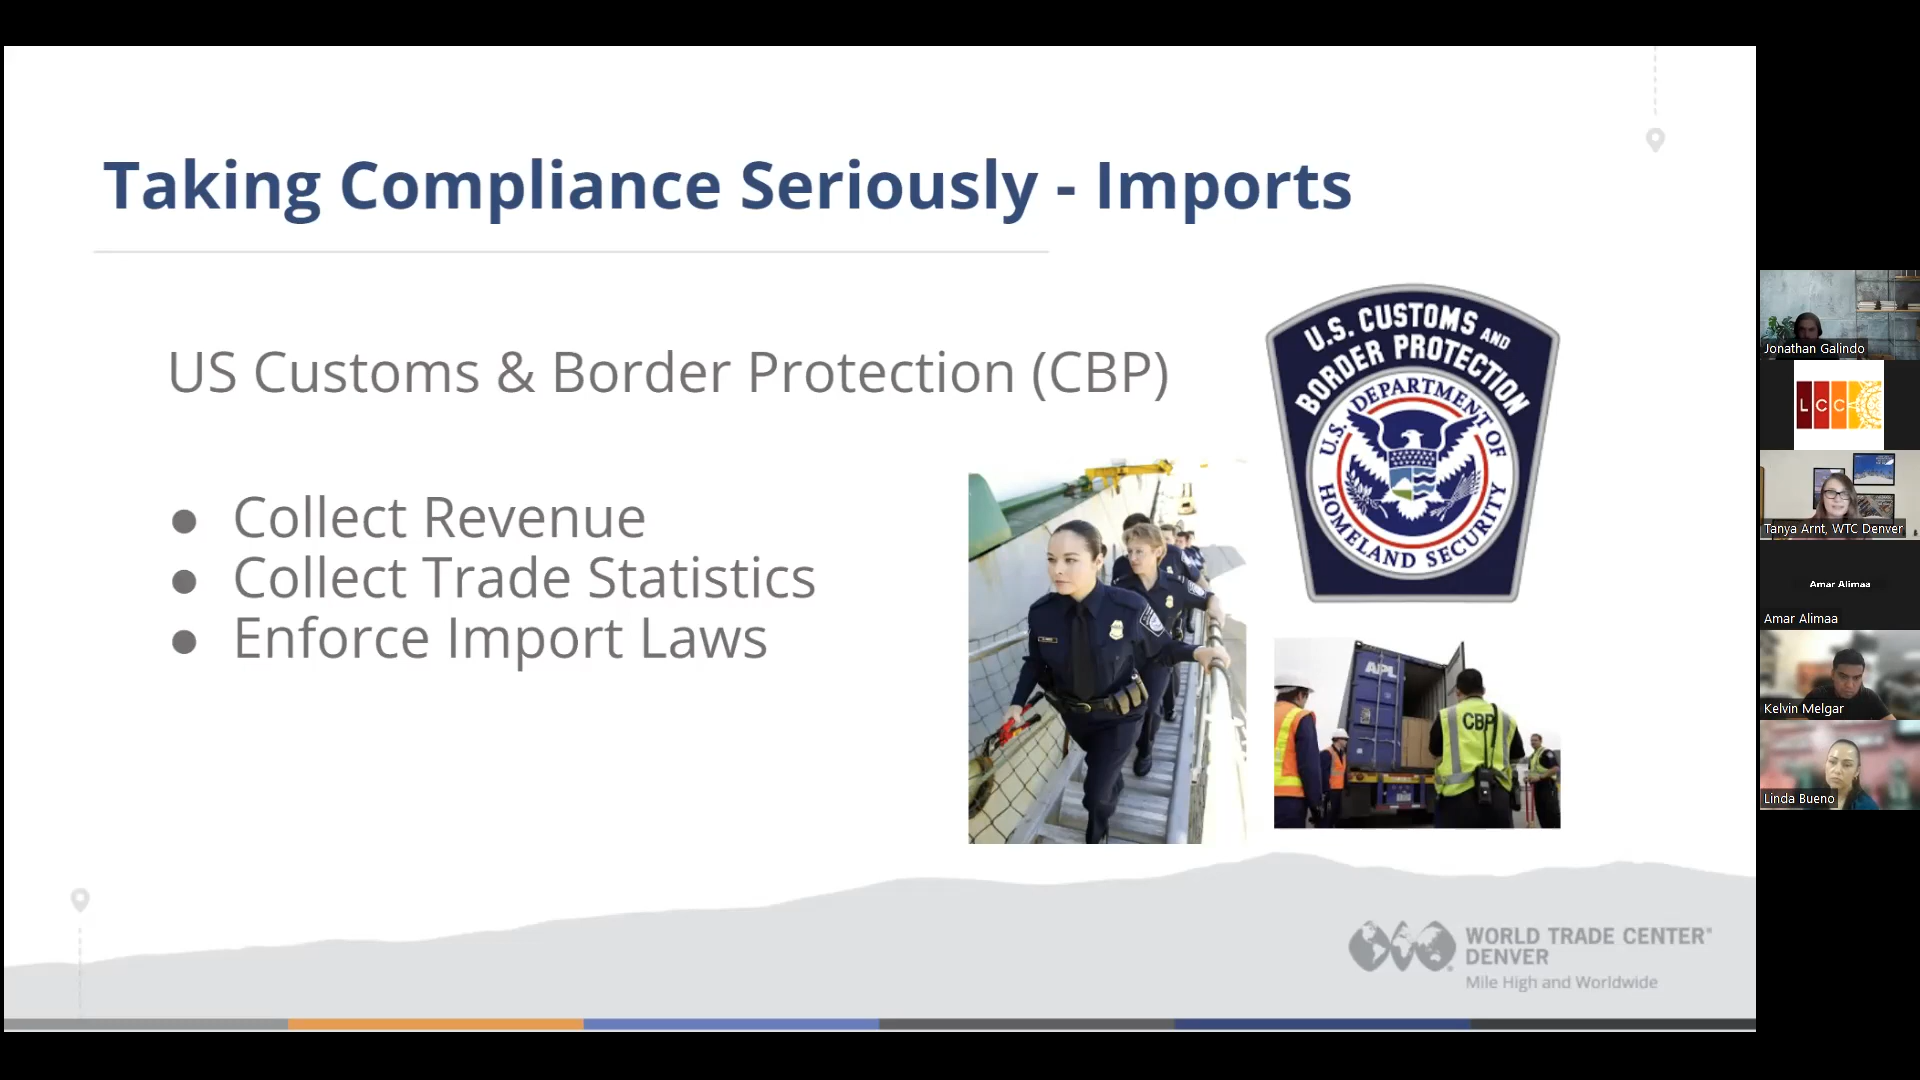 Taking Compliance Seriously - Imports
US Customs & Border Protection (CBP)
● Collect Revenue
● Collect Trade Statistics
● Enforce Import Laws
U.S. CUSTOMS AND
BORDER PROTECTION
U.S. DEPARTMENT OF
HOMELAND SECURITY
APL
CBP
WORLD TRADE CENTER®
DENVER
Mile High and Worldwide
Jonathan Galindo
LCC
Tanya Arnt, WTC Denver
Amar Alimaa
Amar Alimaa
Kelvin Melgar
Linda Bueno